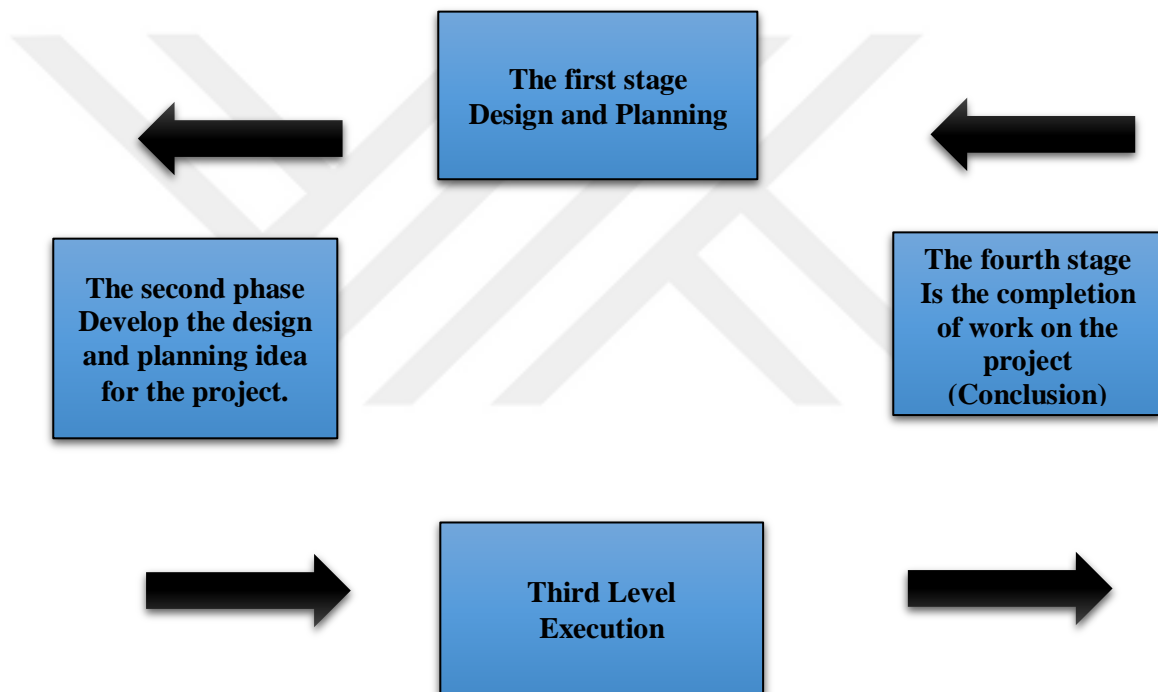 The first stage
Design and Planning
The second phase
Develop the design
and planning idea
for the project.
The fourth stage
Is the completion
of work on the
project
(Conclusion)
Third Level
Execution